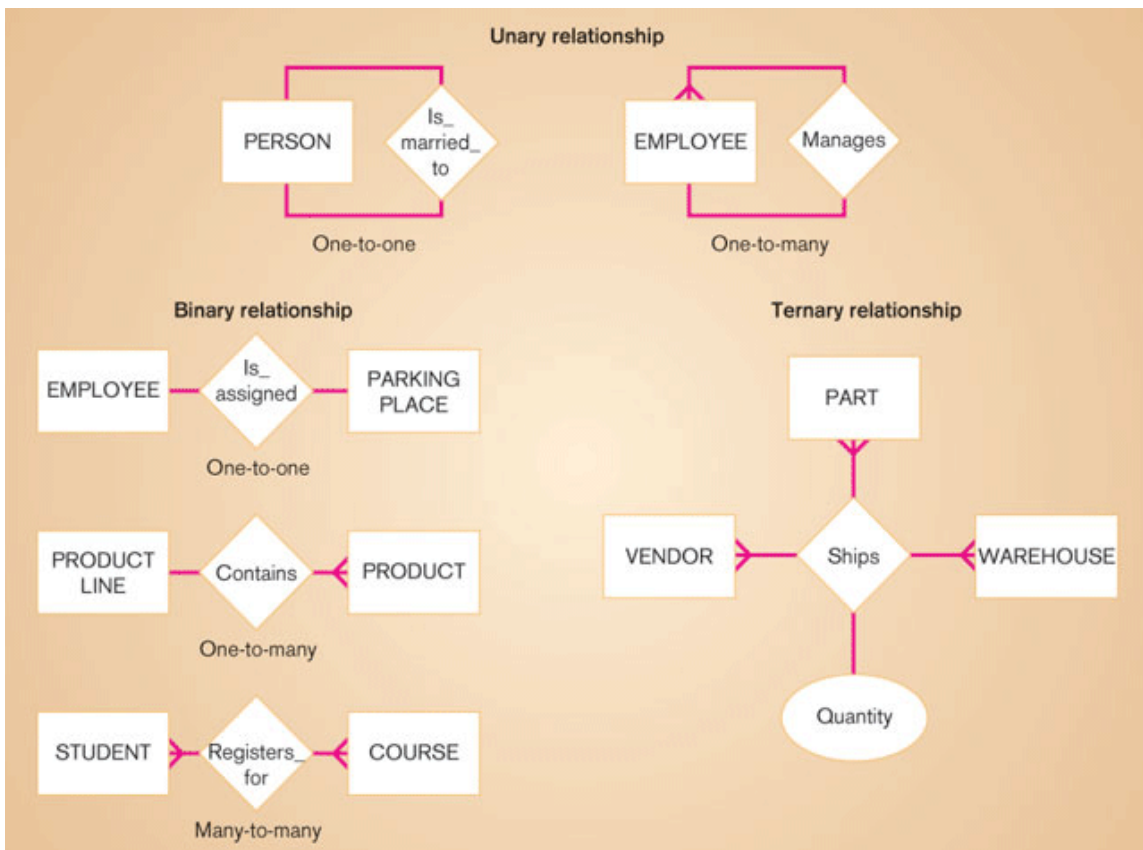 Unary relationship
PERSON
Is_
married_
to
One-to-one
EMPLOYEE
Manages
One-to-many
Binary relationship
EMPLOYEE
Is_
assigned
PARKING
PLACE
One-to-one
PRODUCT
LINE
Contains
PRODUCT
One-to-many
STUDENT
Registers_
for
COURSE
Many-to-many
Ternary relationship
PART
VENDOR
Ships
WAREHOUSE
Quantity